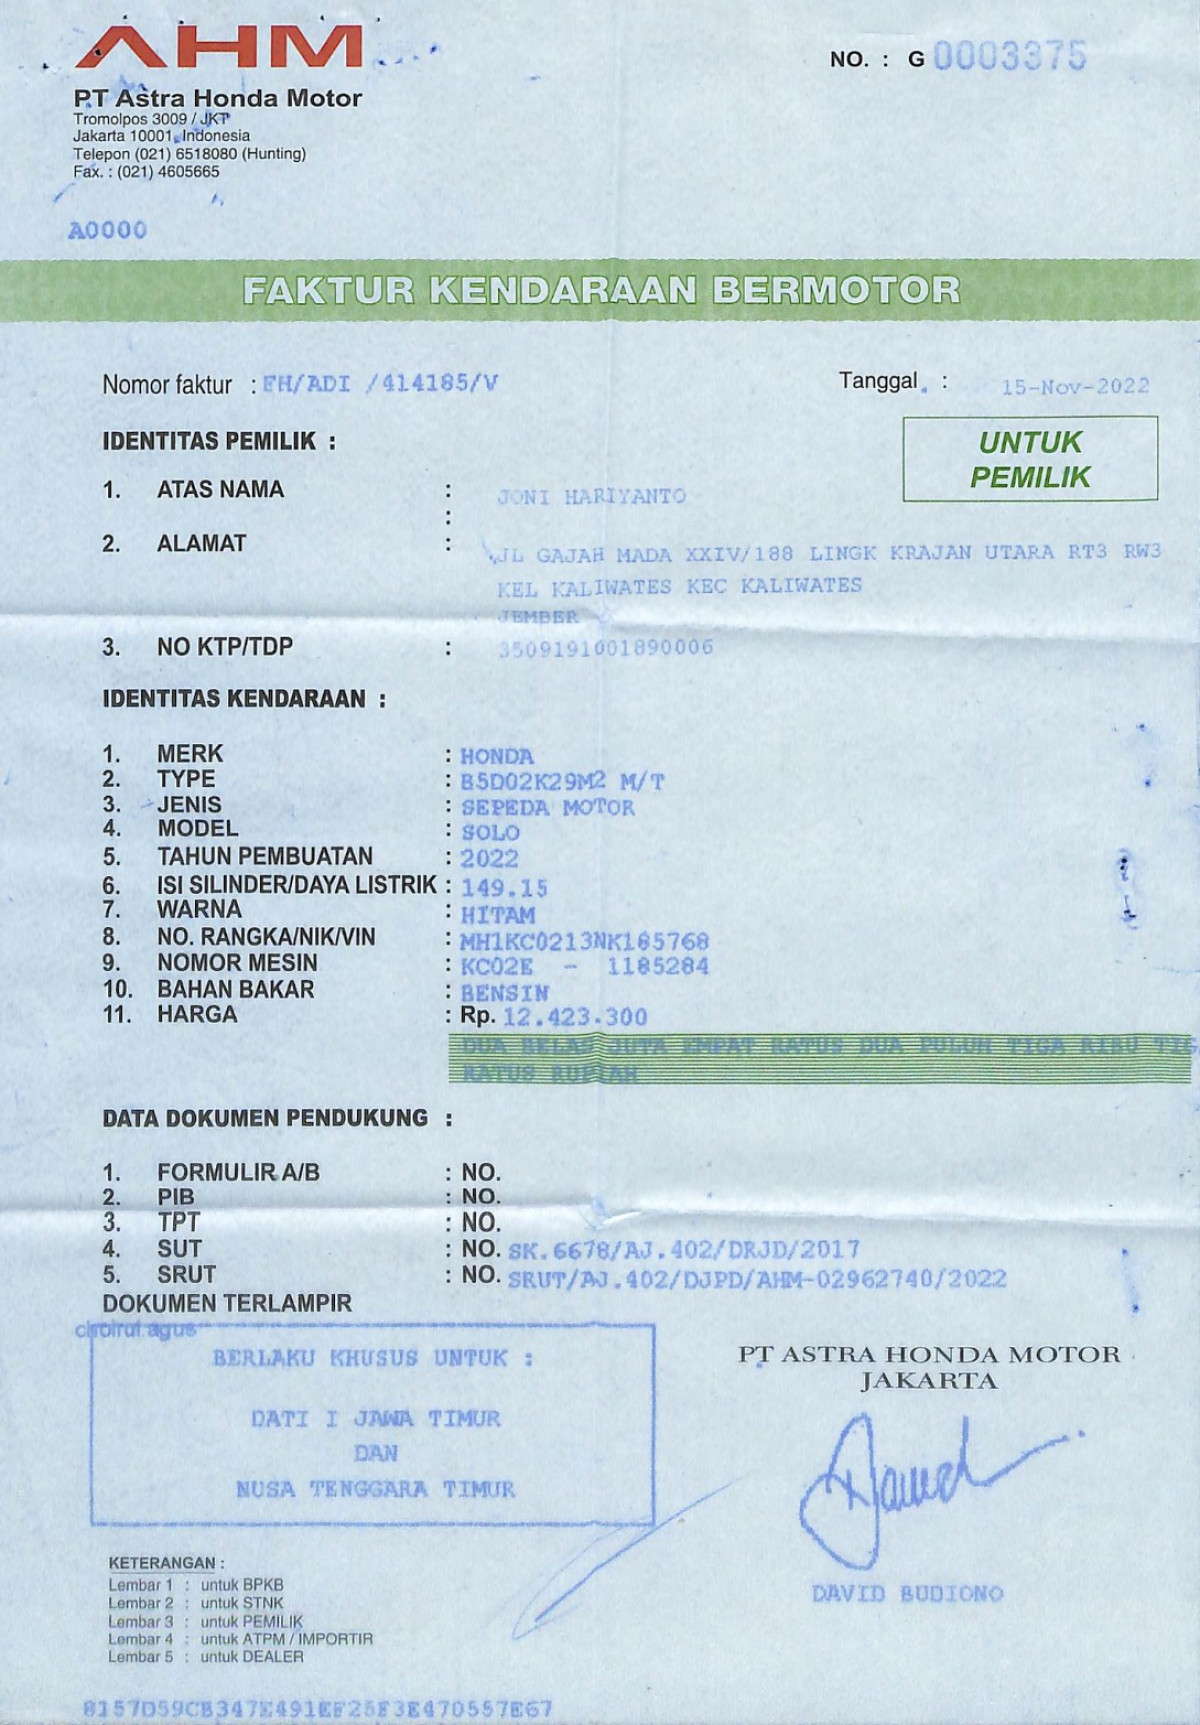 AHM
NO. : G 0003375
PT Astra Honda Motor
Tromolpos 3009 / JKT
Jakarta 10001, Indonesia
Telepon (021) 6518080 (Hunting)
Fax. : (021) 4605665
A0000
FAKTUR KENDARAAN BERMOTOR
Nomor faktur : FH/ADI /414185/V
Tanggal. : 15-Nov-2022
UNTUK
PEMILIK
IDENTITAS PEMILIK :
1. ATAS NAMA : JONI HARIYANTO
:
2. ALAMAT : JL GAJAH MADA XXIV/188 LINGK KRAJAN UTARA RT3 RW3
KEL KALIWATES KEC KALIWATES
JEMBER
3. NO KTP/TDP : 3509191001890006
IDENTITAS KENDARAAN :
1. MERK : HONDA
2. TYPE : B5D02K29M2 M/T
3. JENIS : SEPEDA MOTOR
4. MODEL : SOLO
5. TAHUN PEMBUATAN : 2022
6. ISI SILINDER/DAYA LISTRIK : 149.15
7. WARNA : HITAM
8. NO. RANGKA/NIK/VIN : MH1KC0213NK185768
9. NOMOR MESIN : KC02E - 1185284
10. BAHAN BAKAR : BENSIN
11. HARGA : Rp. 12.423.300
DUA BELAS JUTA EMPAT RATUS DUA PULUH TIGA RIBU TIG
RATUS RUPIAH
DATA DOKUMEN PENDUKUNG :
1. FORMULIR A/B : NO.
2. PIB : NO.
3. TPT : NO.
4. SUT : NO. SK.6678/AJ.402/DRJD/2017
5. SRUT : NO. SRUT/AJ.402/DJPD/AHM-02962740/2022
DOKUMEN TERLAMPIR
choirul.agus
BERLAKU KHUSUS UNTUK :
DATI I JAWA TIMUR
DAN
NUSA TENGGARA TIMUR
PT ASTRA HONDA MOTOR
JAKARTA
DAVID BUDIONO
KETERANGAN :
Lembar 1 : untuk BPKB
Lembar 2 : untuk STNK
Lembar 3 : untuk PEMILIK
Lembar 4 : untuk ATPM / IMPORTIR
Lembar 5 : untuk DEALER
8157D59CB347E491EF25F3E470557E67